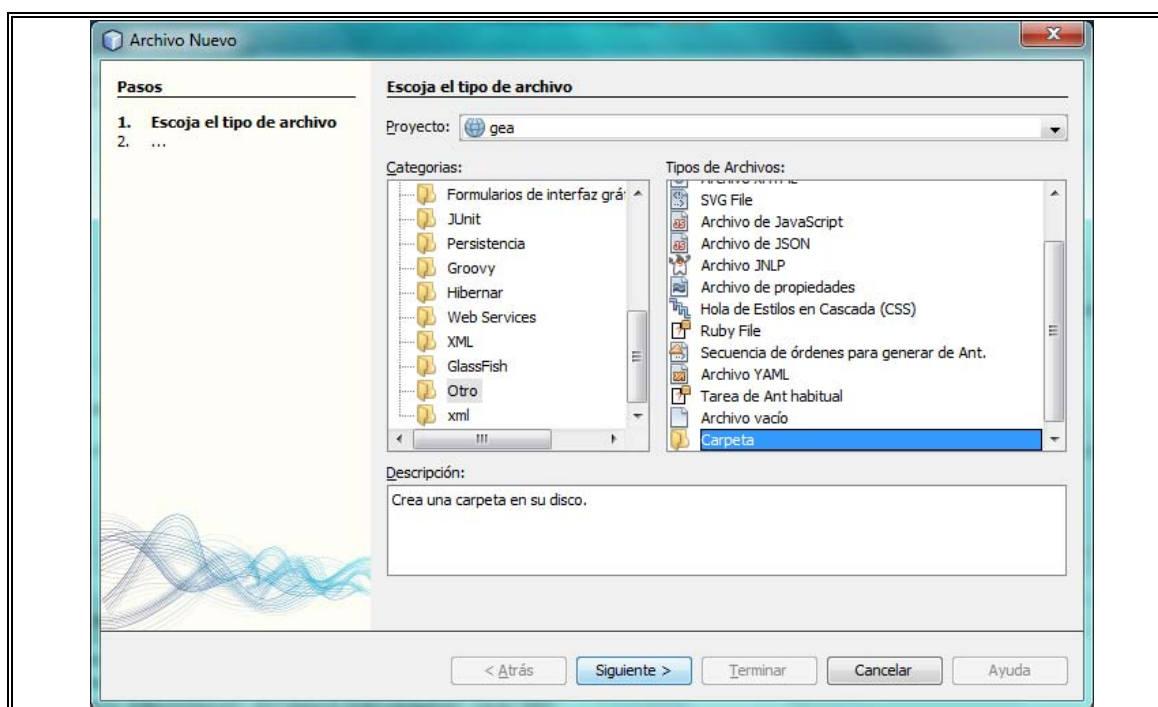 Archivo Nuevo
Pasos
1. Escoja el tipo de archivo
2. ...
Escoja el tipo de archivo
Proyecto: gea
Categorias:
Formularios de interfaz grá
JUnit
Persistencia
Groovy
Hibernar
Web Services
XML
GlassFish
Otro
xml
Tipos de Archivos:
SVG File
Archivo de JavaScript
Archivo de JSON
Archivo JNLP
Archivo de propiedades
Hola de Estilos en Cascada (CSS)
Ruby File
Secuencia de órdenes para generar de Ant.
Archivo YAML
Tarea de Ant habitual
Archivo vacío
Carpeta
Descripción:
Crea una carpeta en su disco.
< Atrás
Siguiente >
Terminar
Cancelar
Ayuda